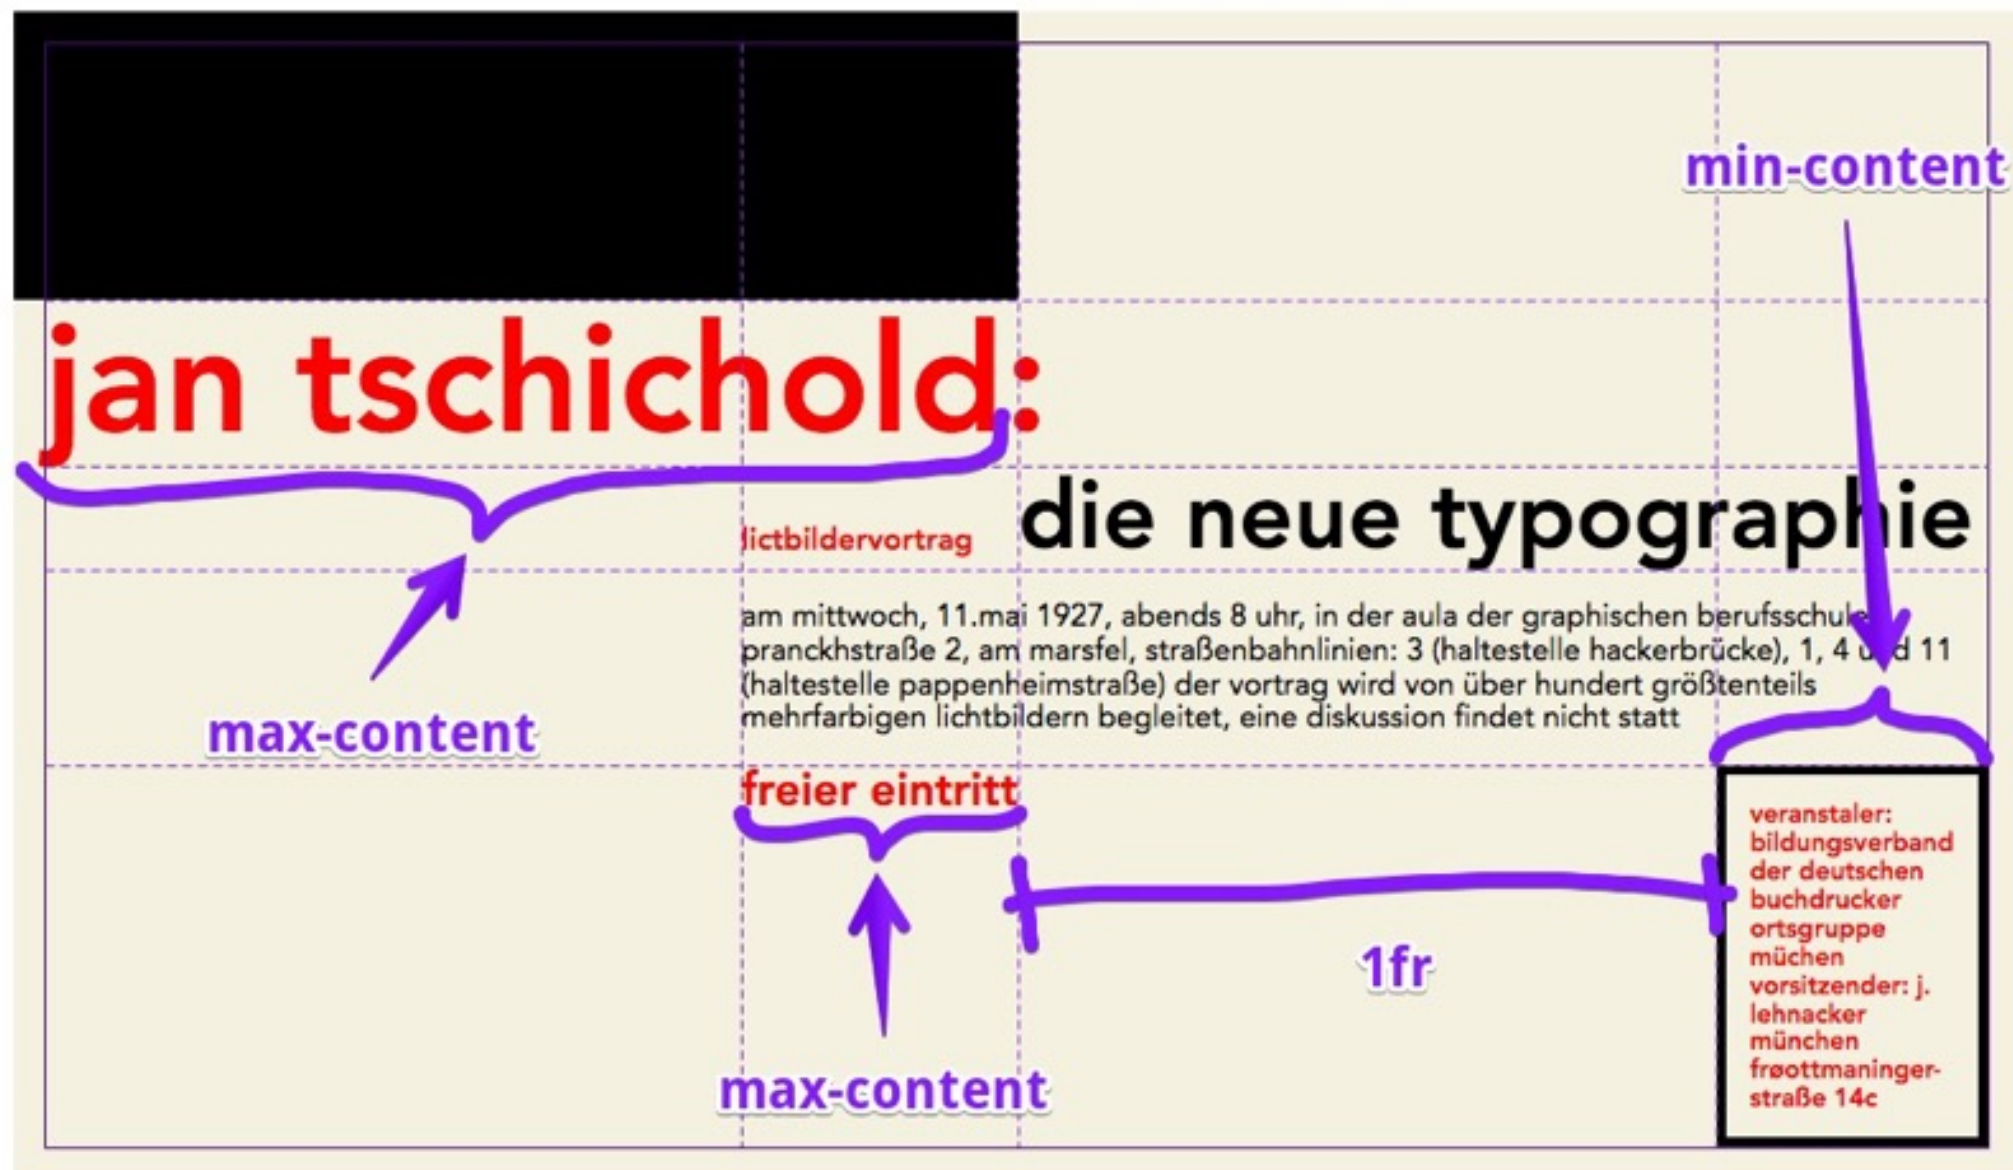 min-content
jan tschichold:
lictbildervortrag
die neue typographie
am mittwoch, 11.mai 1927, abends 8 uhr, in der aula der graphischen berufsschule
pranckhstraße 2, am marsfel, straßenbahnlinien: 3 (haltestelle hackerbrücke), 1, 4 und 11
(haltestelle pappenheimstraße) der vortrag wird von über hundert größtenteils
mehrfarbigen lichtbildern begleitet, eine diskussion findet nicht statt
max-content
freier eintritt
1fr
max-content
veranstaler:
bildungsverband
der deutschen
buchdrucker
ortsgruppe
müchen
vorsitzender: j.
lehnacker
münchen
frøottmaninger-
straße 14c